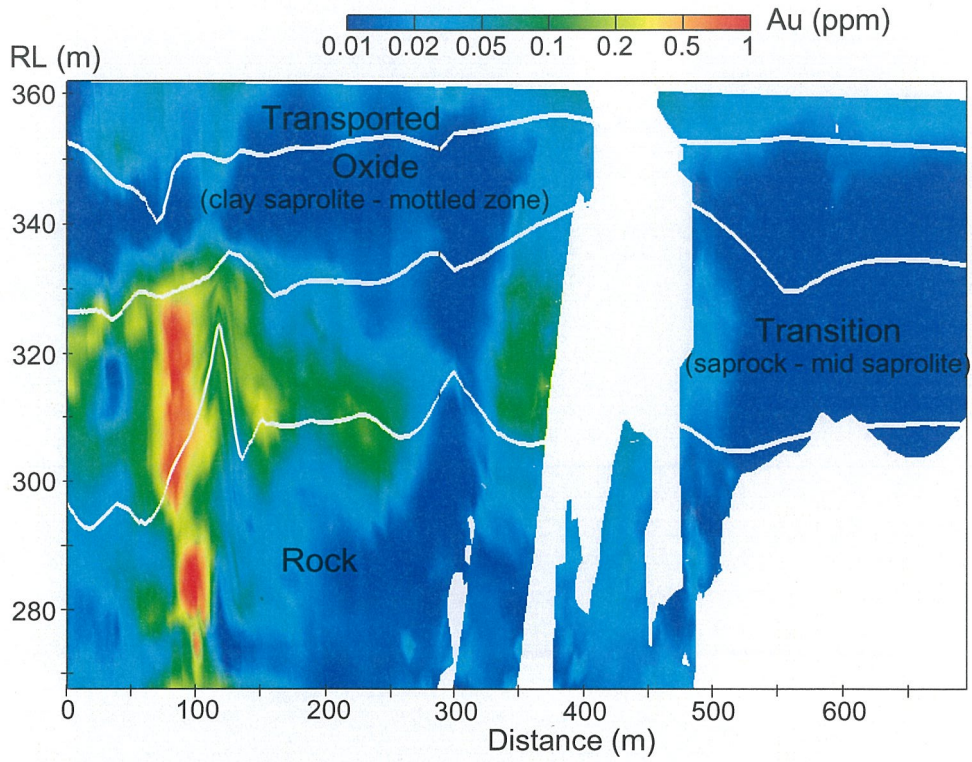 Au (ppm)
0.01 0.02 0.05 0.1 0.2 0.5 1
RL (m)
360
340
320
300
280
Transported
Oxide
(clay saprolite - mottled zone)
Transition
(saprock - mid saprolite)
Rock
0 100 200 300 400 500 600
Distance (m)